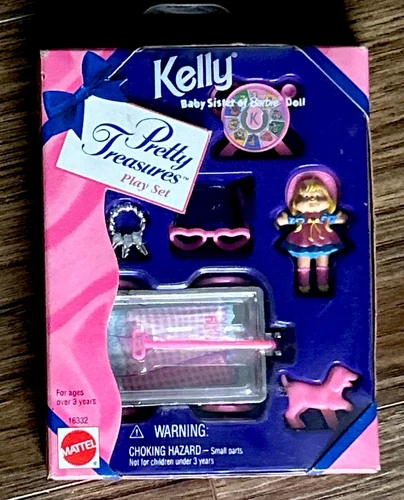 Kelly®
Baby Sister of Barbie® Doll
K
Pretty
Treasures™
Play Set
For ages
over 3 years
16332
MATTEL
WARNING:
CHOKING HAZARD — Small parts
Not for children under 3 years